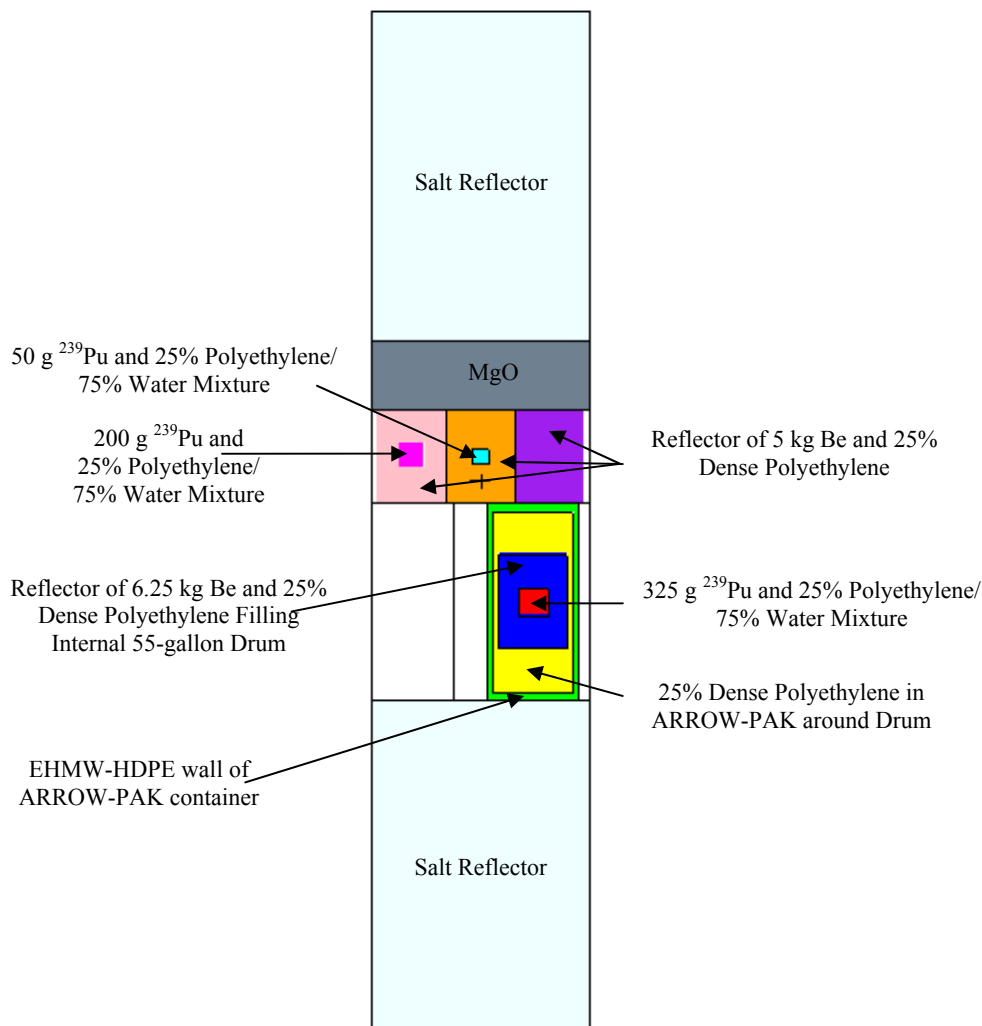 Salt Reflector
50 g ²³⁹Pu and 25% Polyethylene/
75% Water Mixture
MgO
200 g ²³⁹Pu and
25% Polyethylene/
75% Water Mixture
Reflector of 5 kg Be and 25%
Dense Polyethylene
Reflector of 6.25 kg Be and 25%
Dense Polyethylene Filling
Internal 55-gallon Drum
325 g ²³⁹Pu and 25% Polyethylene/
75% Water Mixture
25% Dense Polyethylene in
ARROW-PAK around Drum
EHMW-HDPE wall of
ARROW-PAK container
Salt Reflector